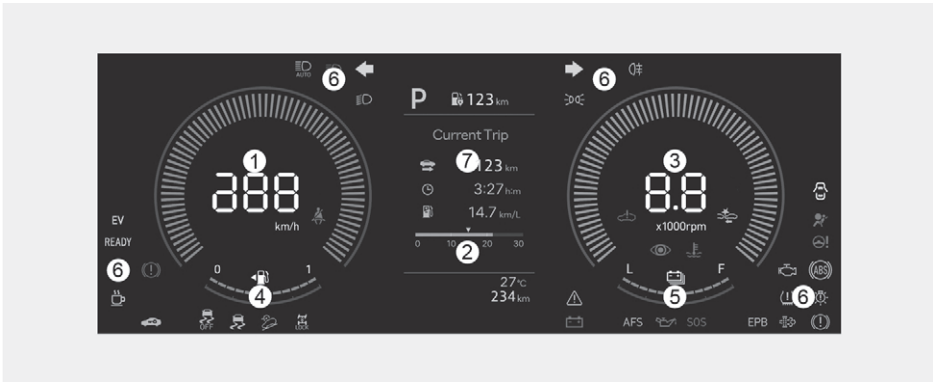 AUTO
6
6
P
123 km
Current Trip
1
7
3
123 km
288
8.8
3:27 h:m
km/h
x1000rpm
14.7 km/L
EV
READY
0 10 20 30
2
6
0 1
L F
27°C
4
5
6
234 km
ABS
OFF
LOCK
AFS
SOS
EPB